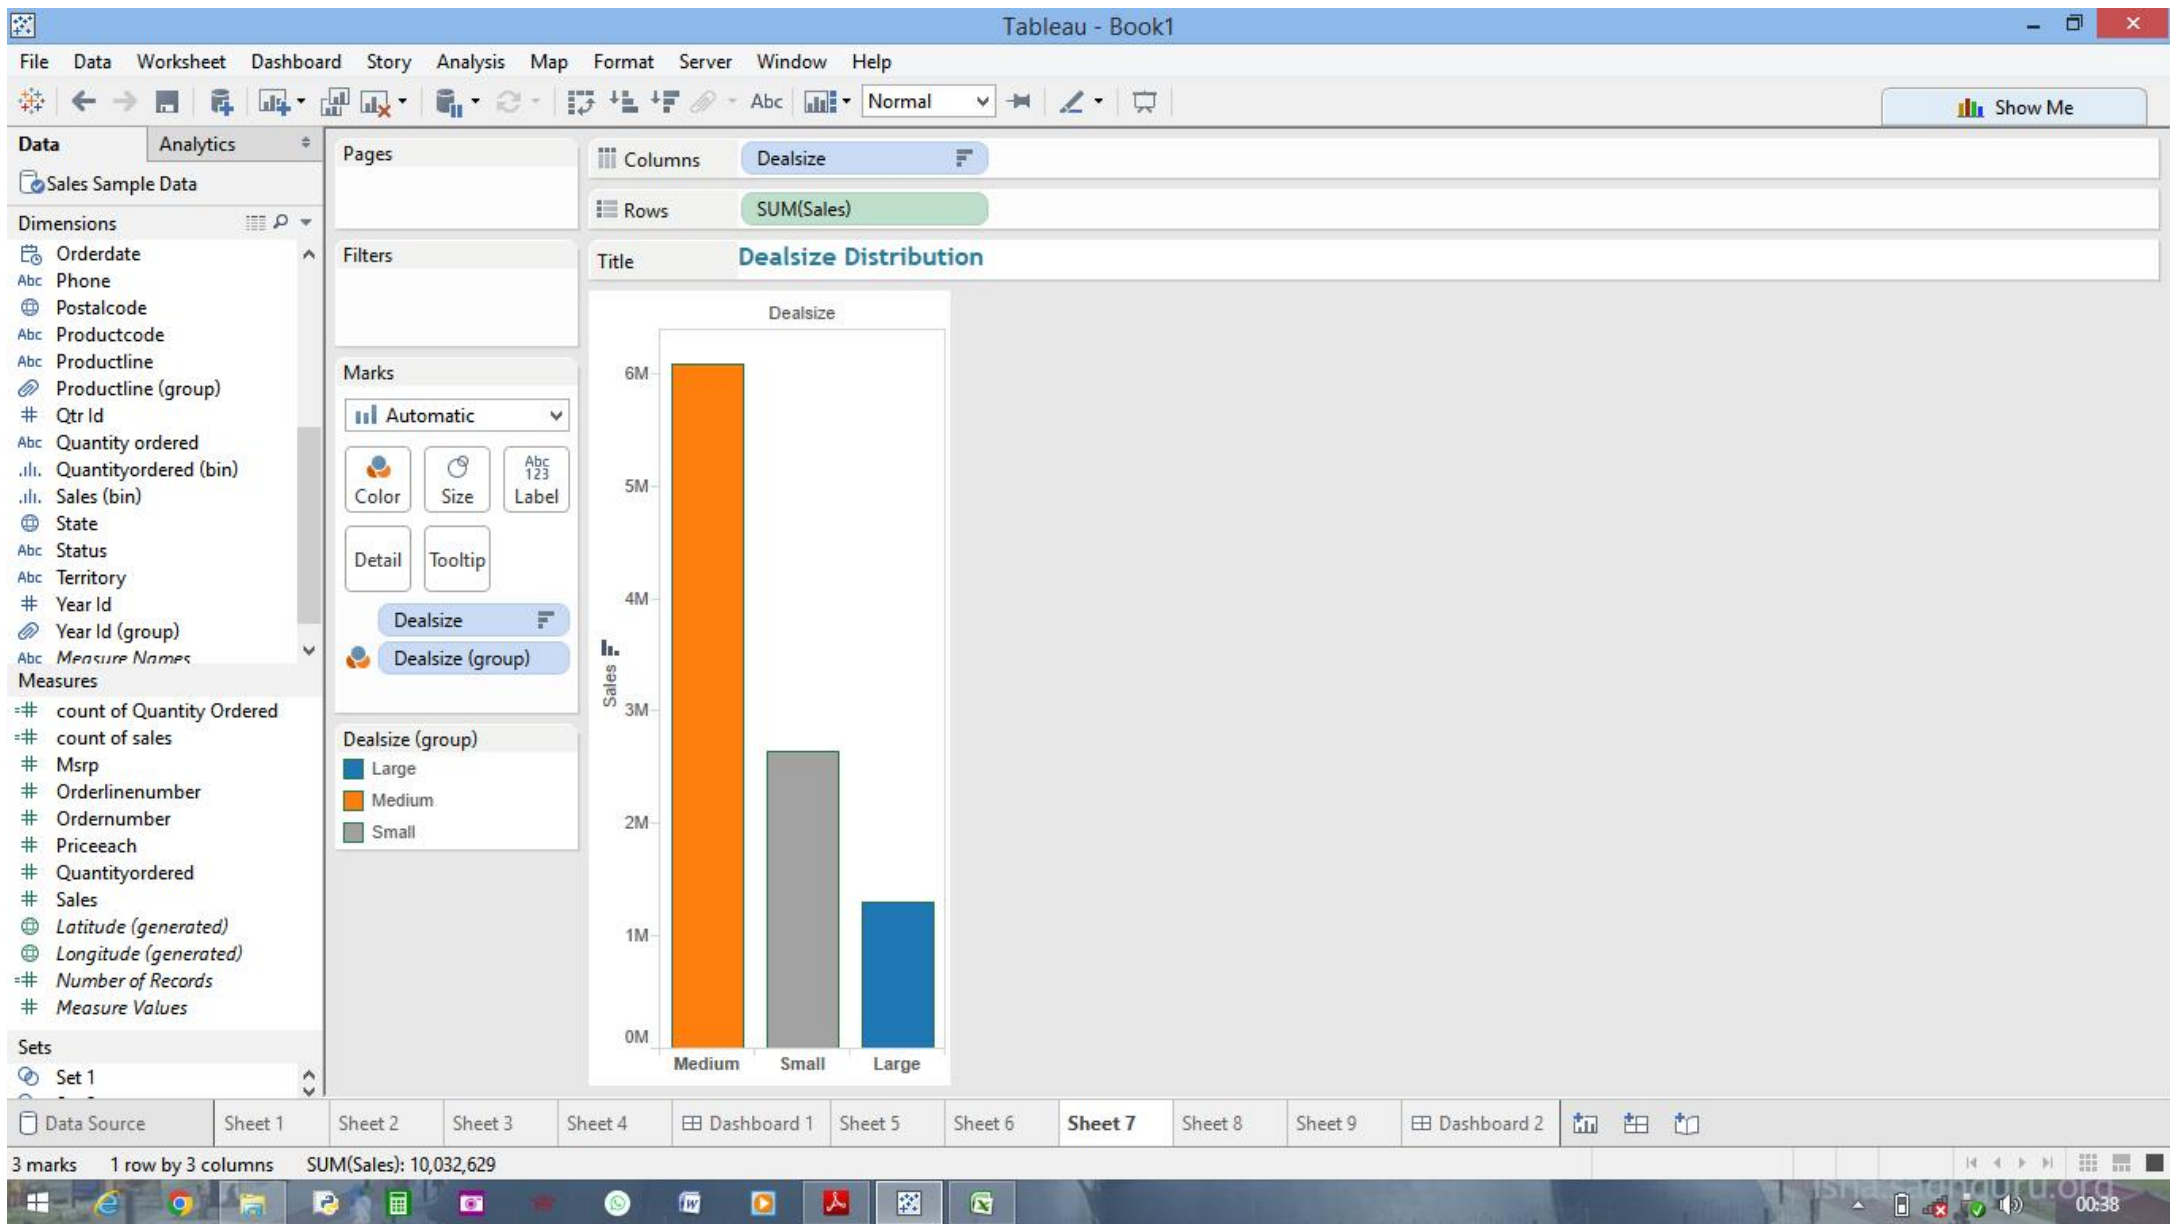 Tableau - Book1
File Data Worksheet Dashboard Story Analysis Map Format Server Window Help
Abc Normal Show Me
Data Analytics
Sales Sample Data
Dimensions
Orderdate
Abc Phone
Postalcode
Abc Productcode
Abc Productline
Productline (group)
# Qtr Id
Abc Quantity ordered
Quantityordered (bin)
Sales (bin)
State
Abc Status
Abc Territory
# Year Id
Year Id (group)
Abc Measure Names
Measures
=# count of Quantity Ordered
=# count of sales
# Msrp
# Orderlinenumber
# Ordernumber
# Priceeach
# Quantityordered
# Sales
Latitude (generated)
Longitude (generated)
=# Number of Records
# Measure Values
Sets
Set 1
Pages
Filters
Marks
Automatic
Color Size Abc 123 Label
Detail Tooltip
Dealsize
Dealsize (group)
Dealsize (group)
Large
Medium
Small
Columns Dealsize
Rows SUM(Sales)
Title Dealsize Distribution
Dealsize
6M
5M
4M
3M
2M
1M
0M
Sales
Medium Small Large
Data Source Sheet 1 Sheet 2 Sheet 3 Sheet 4 Dashboard 1 Sheet 5 Sheet 6 Sheet 7 Sheet 8 Sheet 9 Dashboard 2
3 marks 1 row by 3 columns SUM(Sales): 10,032,629
00:38